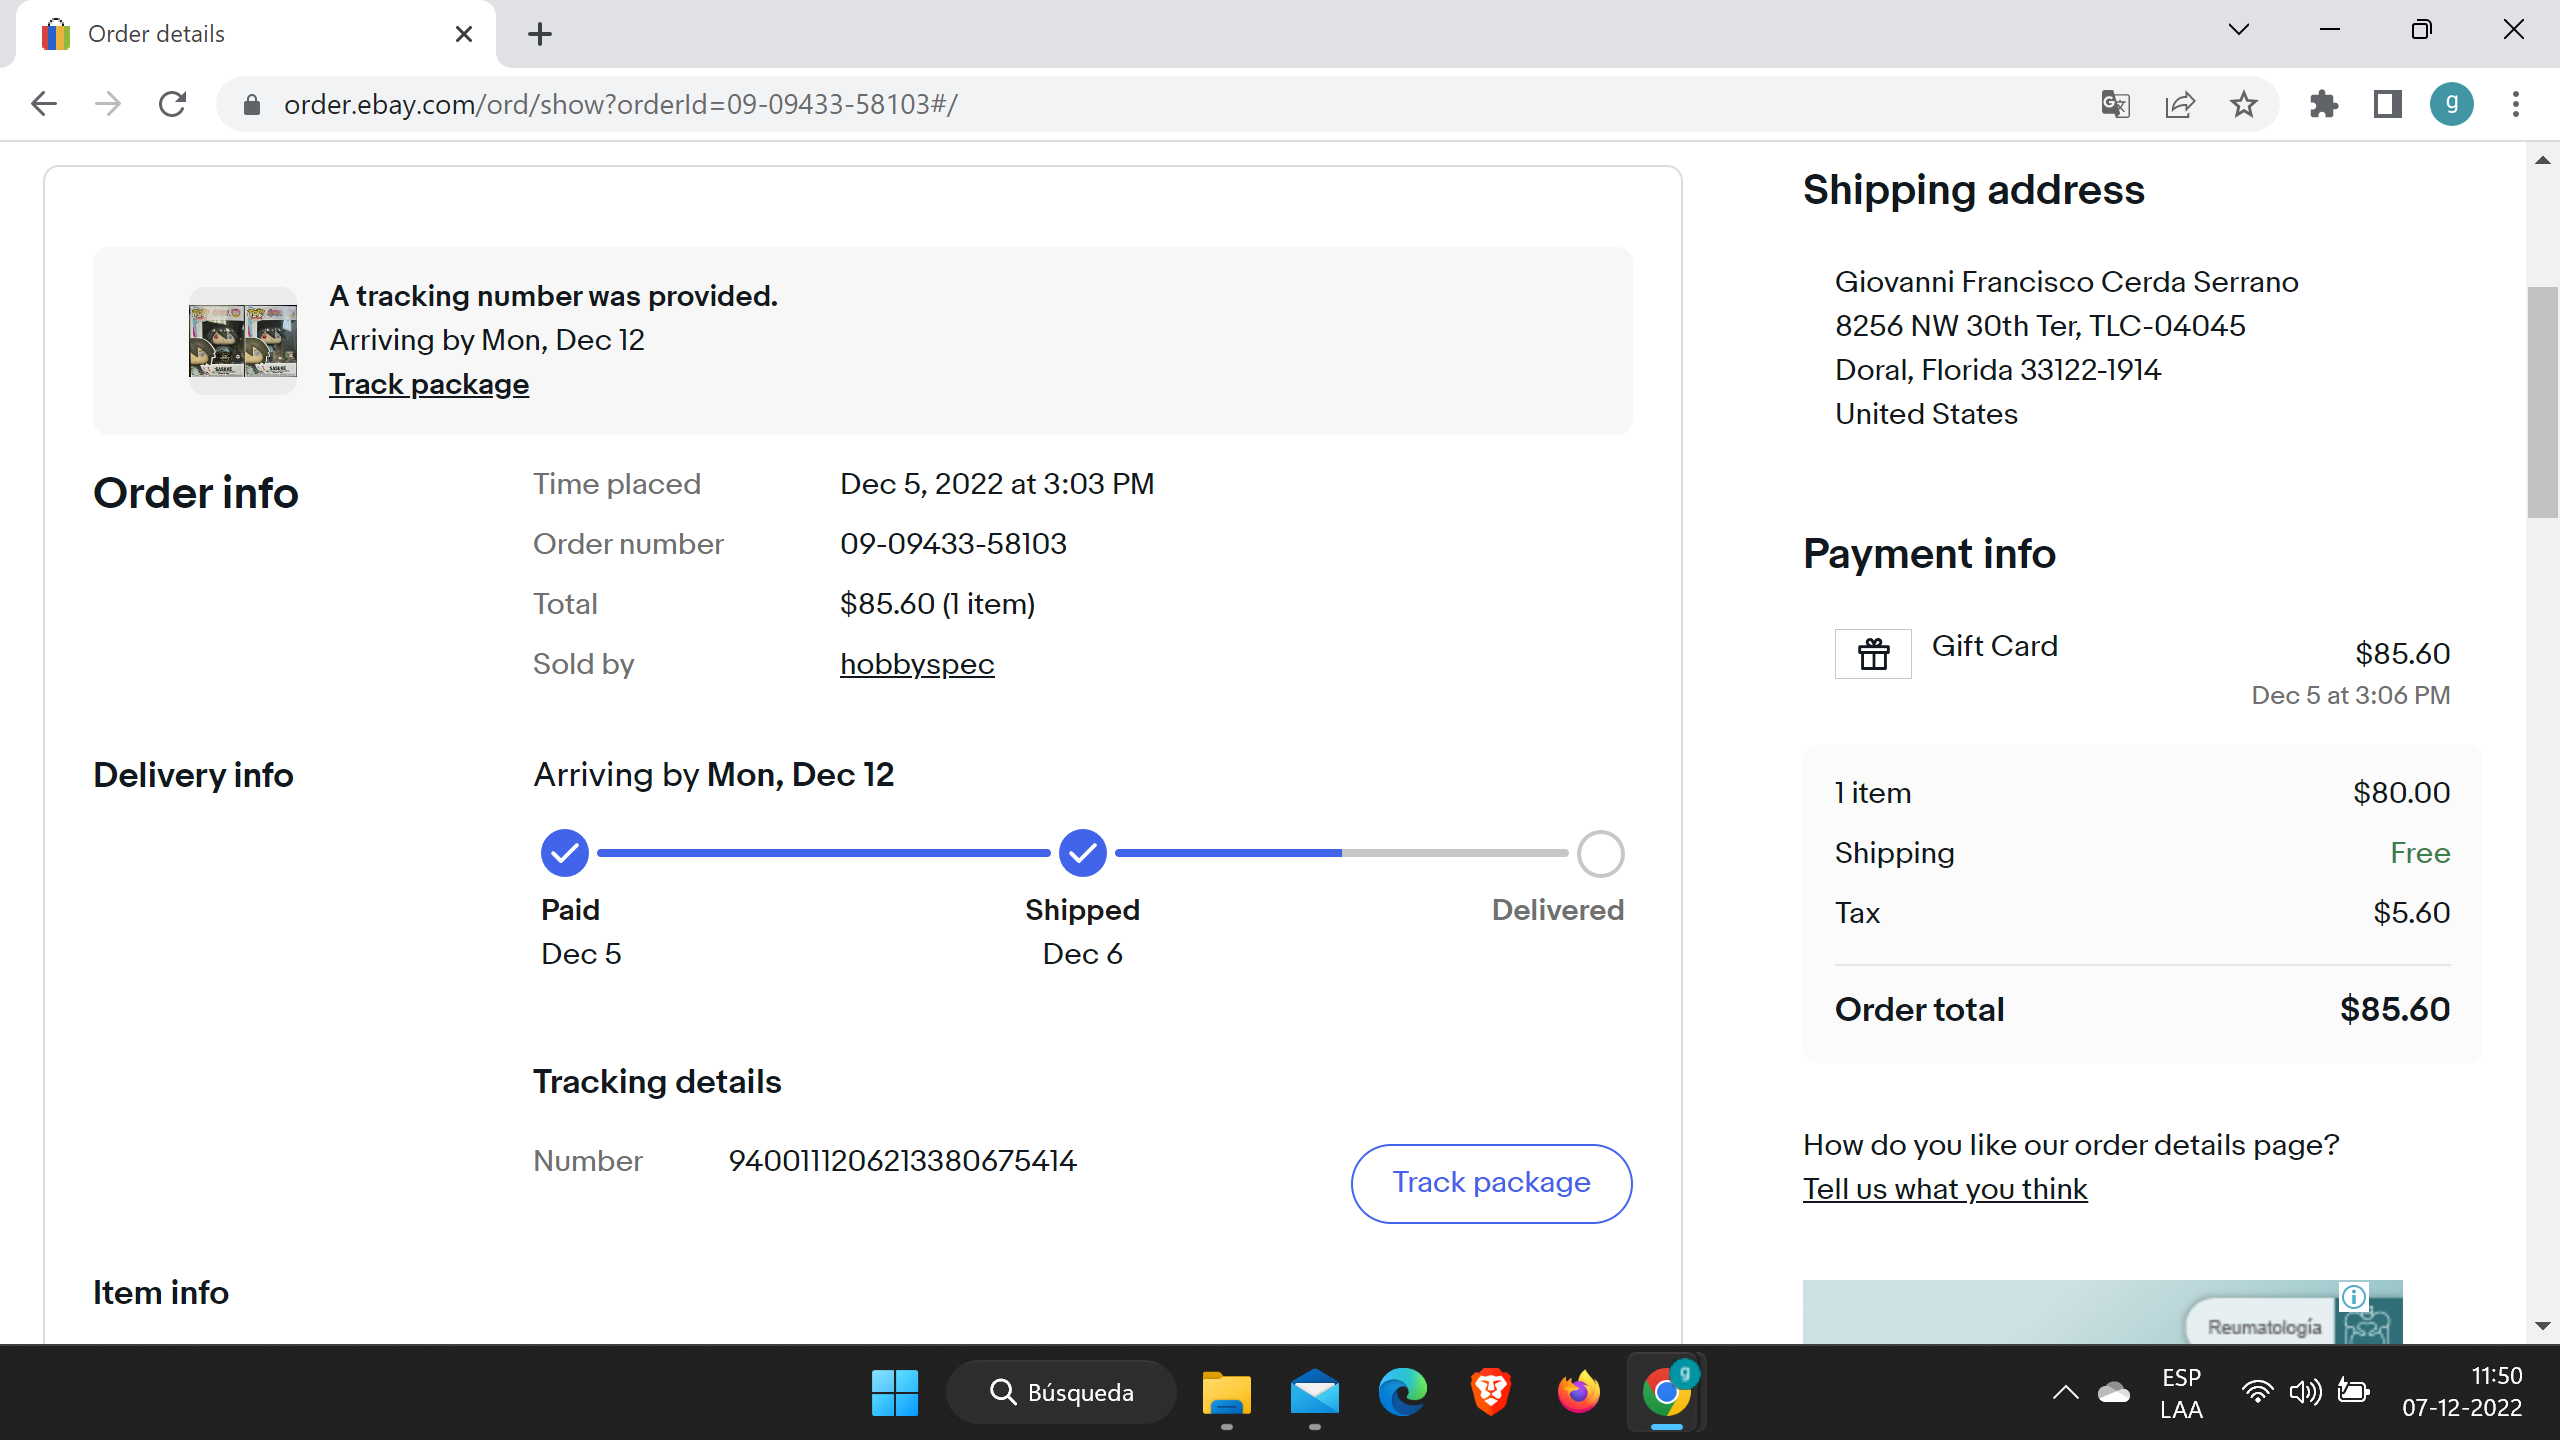 Order details
order.ebay.com/ord/show?orderId=09-09433-58103#/
g
A tracking number was provided.
Arriving by Mon, Dec 12
Track package
Order info
Time placed Dec 5, 2022 at 3:03 PM
Order number 09-09433-58103
Total $85.60 (1 item)
Sold by hobbyspec
Delivery info
Arriving by Mon, Dec 12
Paid Shipped Delivered
Dec 5 Dec 6
Tracking details
Number 9400111206213380675414
Track package
Item info
Shipping address
Giovanni Francisco Cerda Serrano
8256 NW 30th Ter, TLC-04045
Doral, Florida 33122-1914
United States
Payment info
Gift Card $85.60
Dec 5 at 3:06 PM
1 item $80.00
Shipping Free
Tax $5.60
Order total $85.60
How do you like our order details page?
Tell us what you think
Reumatología
Búsqueda
g
ESP
LAA
11:50
07-12-2022